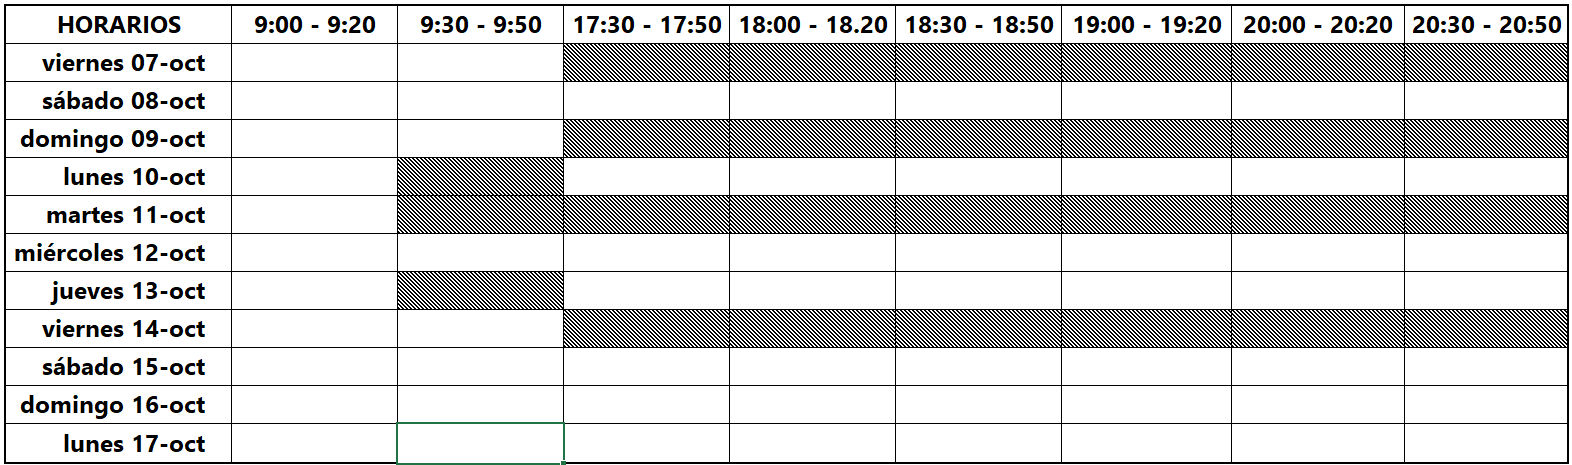 HORARIOS 9:00 - 9:20 9:30 - 9:50 17:30 - 17:50 18:00 - 18.20 18:30 - 18:50 19:00 - 19:20 20:00 - 20:20 20:30 - 20:50
viernes 07-oct
sábado 08-oct
domingo 09-oct
lunes 10-oct
martes 11-oct
miércoles 12-oct
jueves 13-oct
viernes 14-oct
sábado 15-oct
domingo 16-oct
lunes 17-oct